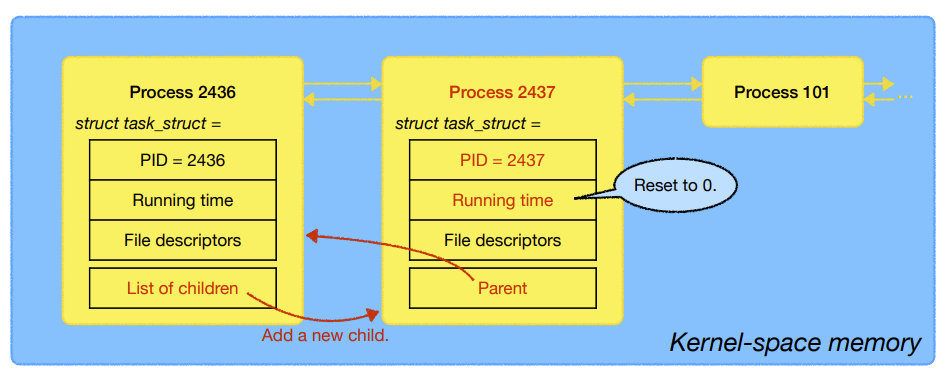 Process 2436
struct task_struct =
PID = 2436
Running time
File descriptors
List of children
Add a new child.
Process 2437
struct task_struct =
PID = 2437
Running time
File descriptors
Parent
Reset to 0.
Process 101
...
Kernel-space memory